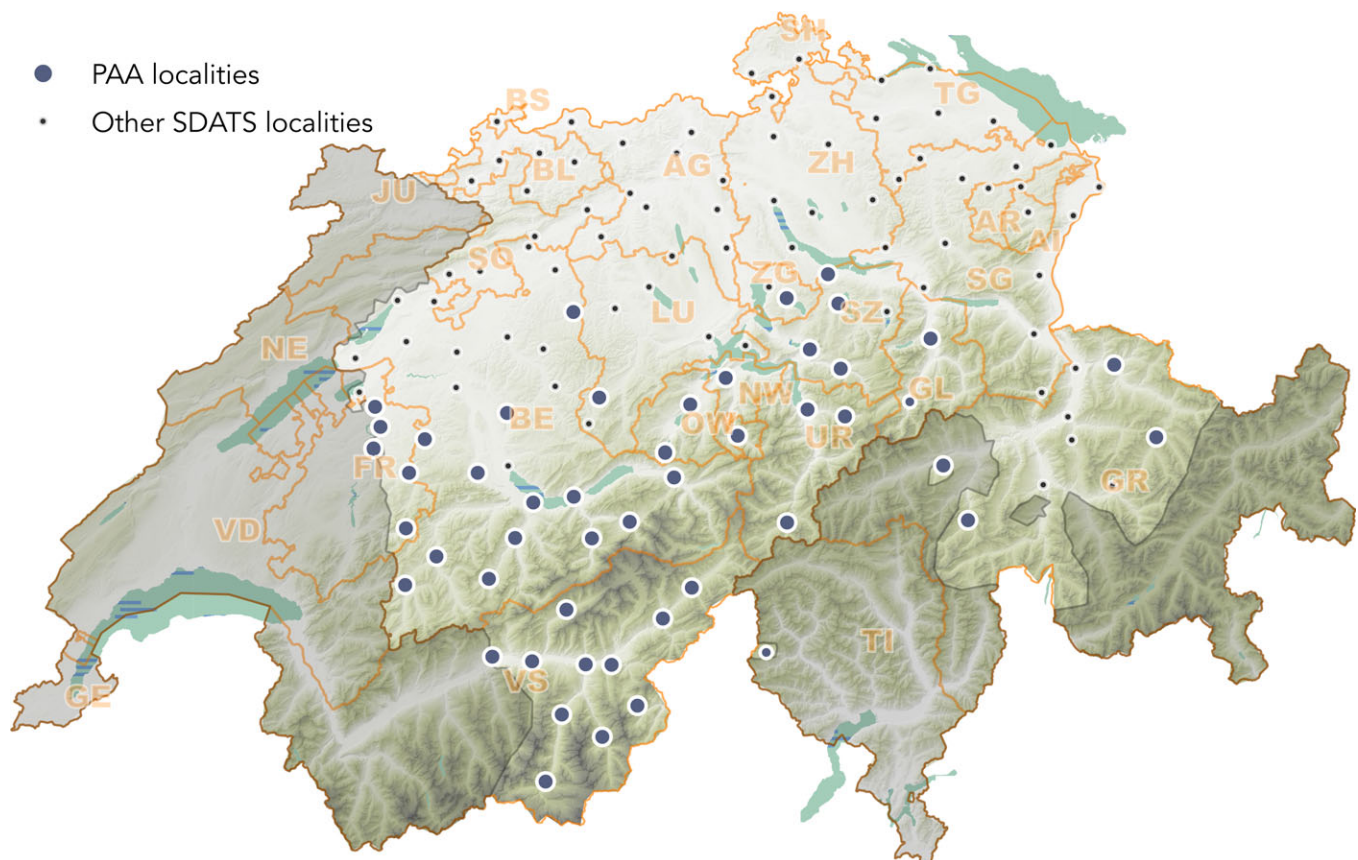 SH
PAA localities
TG
BS
Other SDATS localities
AG
ZH
BL
JU
AR
AI
SO
ZG
SG
LU
SZ
NE
NW
GL
BE
OW
UR
FR
GR
VD
TI
VS
GE